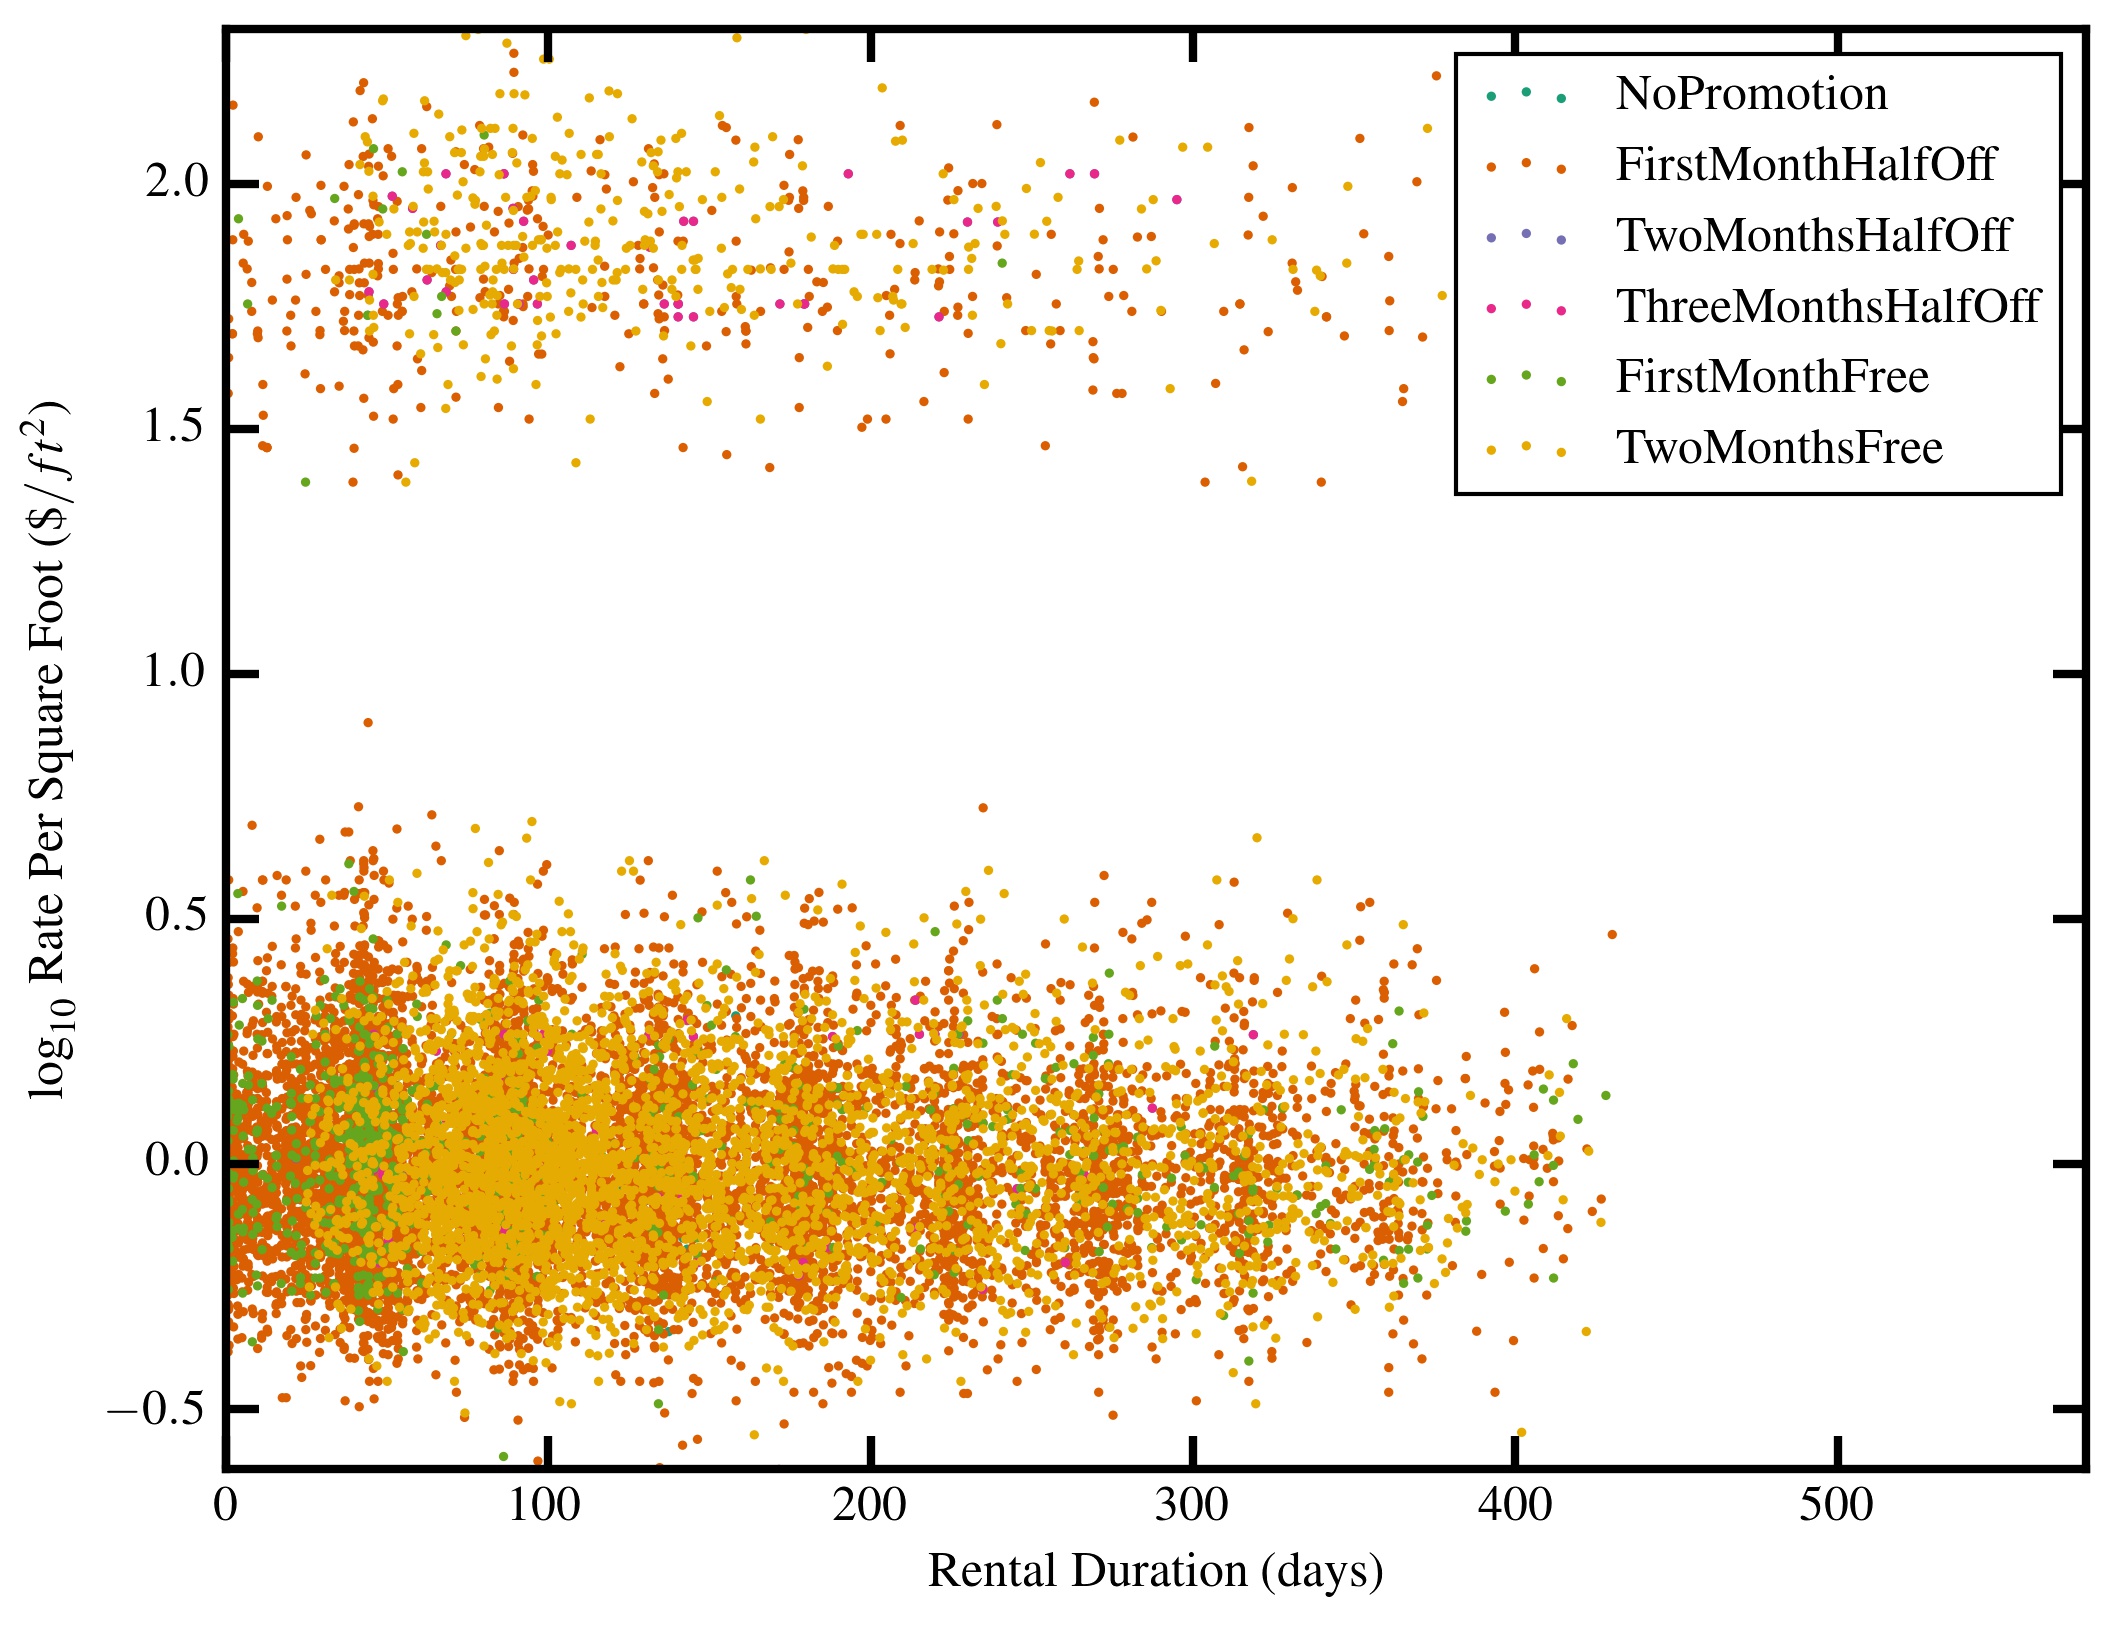 2.0
1.5
1.0
0.5
0.0
−0.5
log₁₀ Rate Per Square Foot ($/ft²)
NoPromotion
FirstMonthHalfOff
TwoMonthsHalfOff
ThreeMonthsHalfOff
FirstMonthFree
TwoMonthsFree
0 100 200 300 400 500
Rental Duration (days)